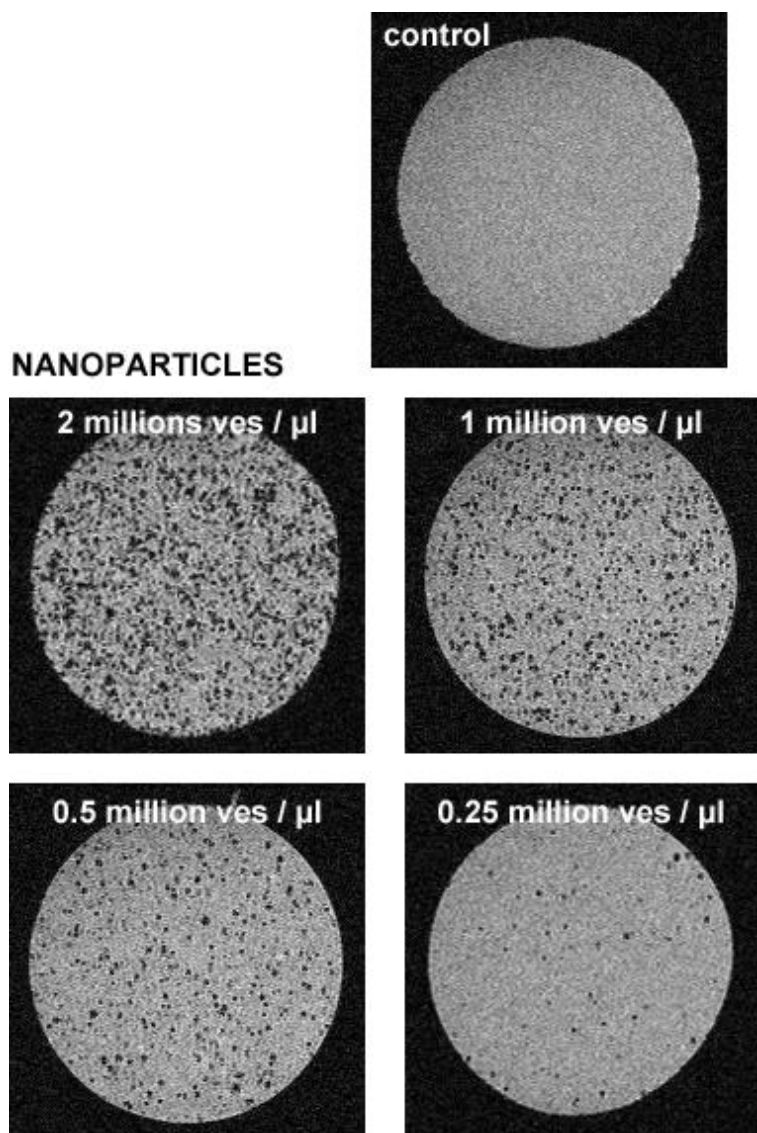 control
NANOPARTICLES
2 millions ves / µl
1 million ves / µl
0.5 million ves / µl
0.25 million ves / µl